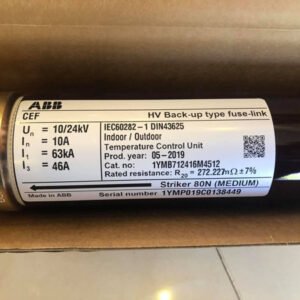 ABB
CEF
HV Back-up type fuse-link
Un = 10/24kV
In = 10A
I1 = 63kA
I3 = 46A
IEC60282-1 DIN43625
Indoor / Outdoor
Temperature Control Unit
Prod. year: 05-2019
Cat. no: 1YMB712416M4512
Rated resistance: R20 = 272.227mΩ ±7%
Striker 80N (MEDIUM)
Made in ABB
Serial number 1YMP019C0138449